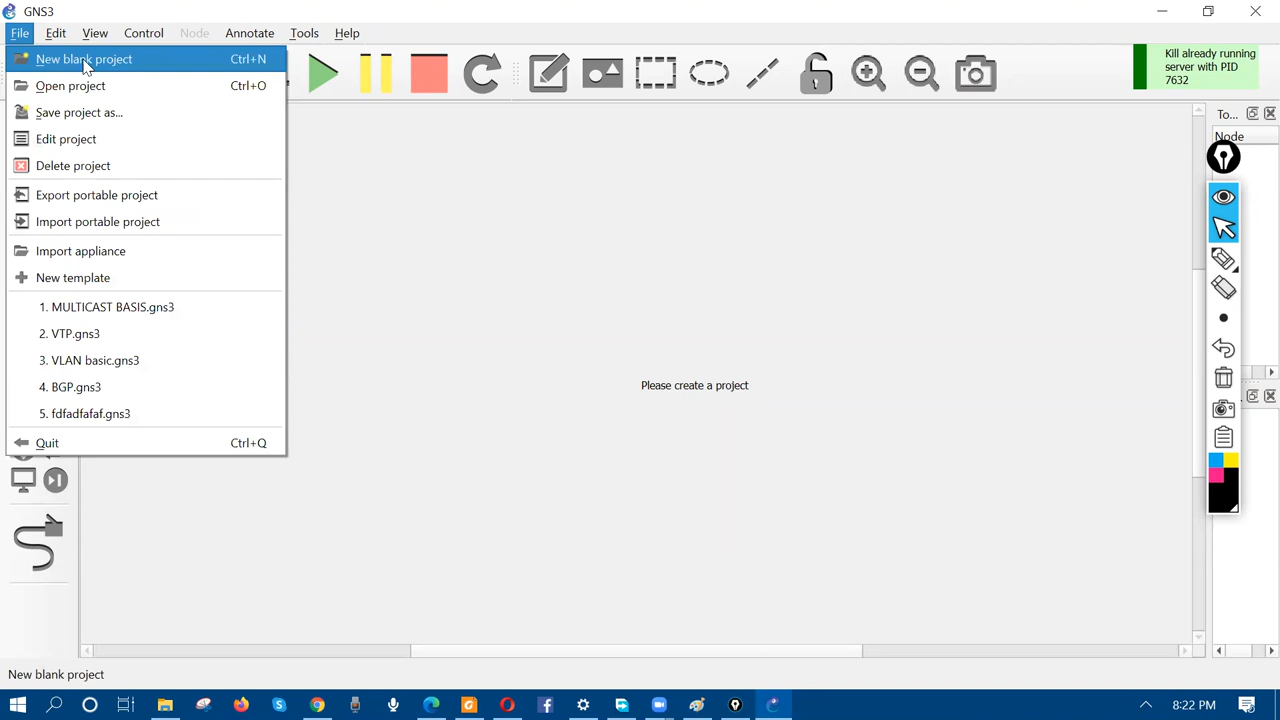 GNS3
File Edit View Control Node Annotate Tools Help
New blank project Ctrl+N
Open project Ctrl+O
Save project as...
Edit project
Delete project
Export portable project
Import portable project
Import appliance
New template
1. MULTICAST BASIS.gns3
2. VTP.gns3
3. VLAN basic.gns3
4. BGP.gns3
5. fdfadfafaf.gns3
Quit Ctrl+Q
Kill already running
server with PID
7632
To...
Node
Please create a project
New blank project
8:22 PM